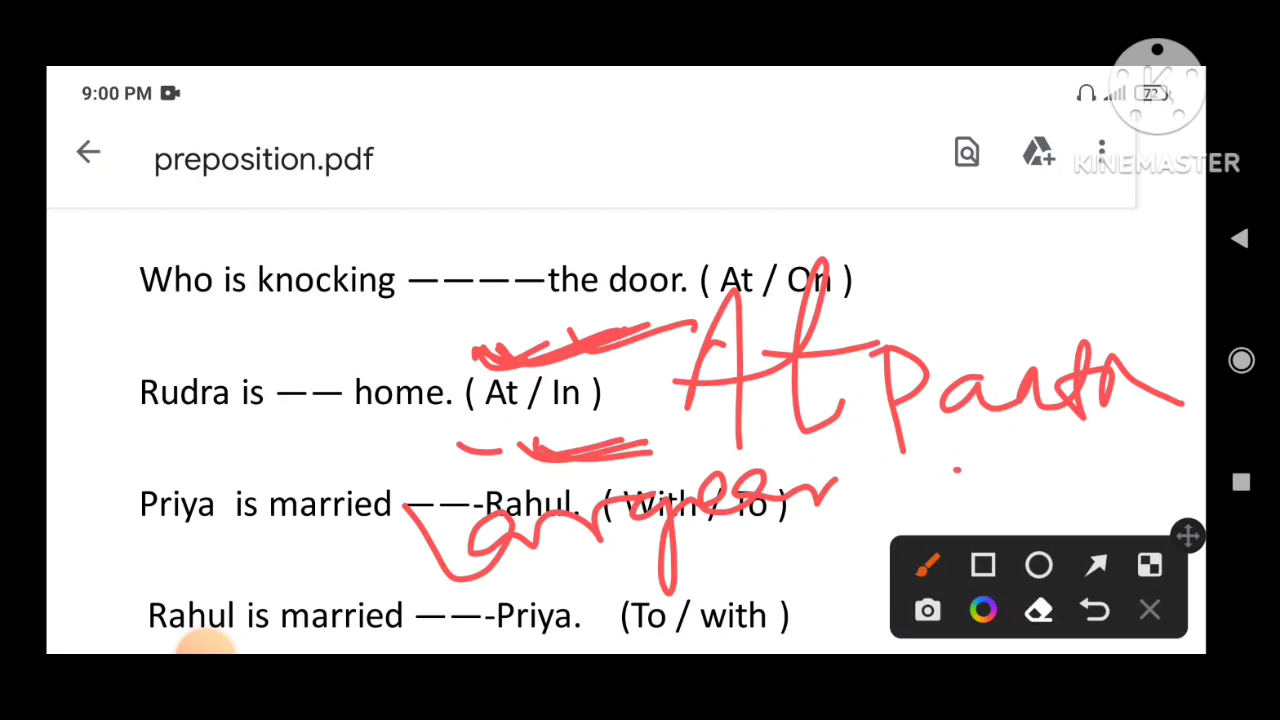 9:00 PM
72
preposition.pdf
KINEMASTER
Who is knocking ————the door. ( At / On )
At
Rudra is —— home. ( At / In )
Priya is married ——-Rahul. ( With / To )
Rahul is married ——-Priya. (To / with )